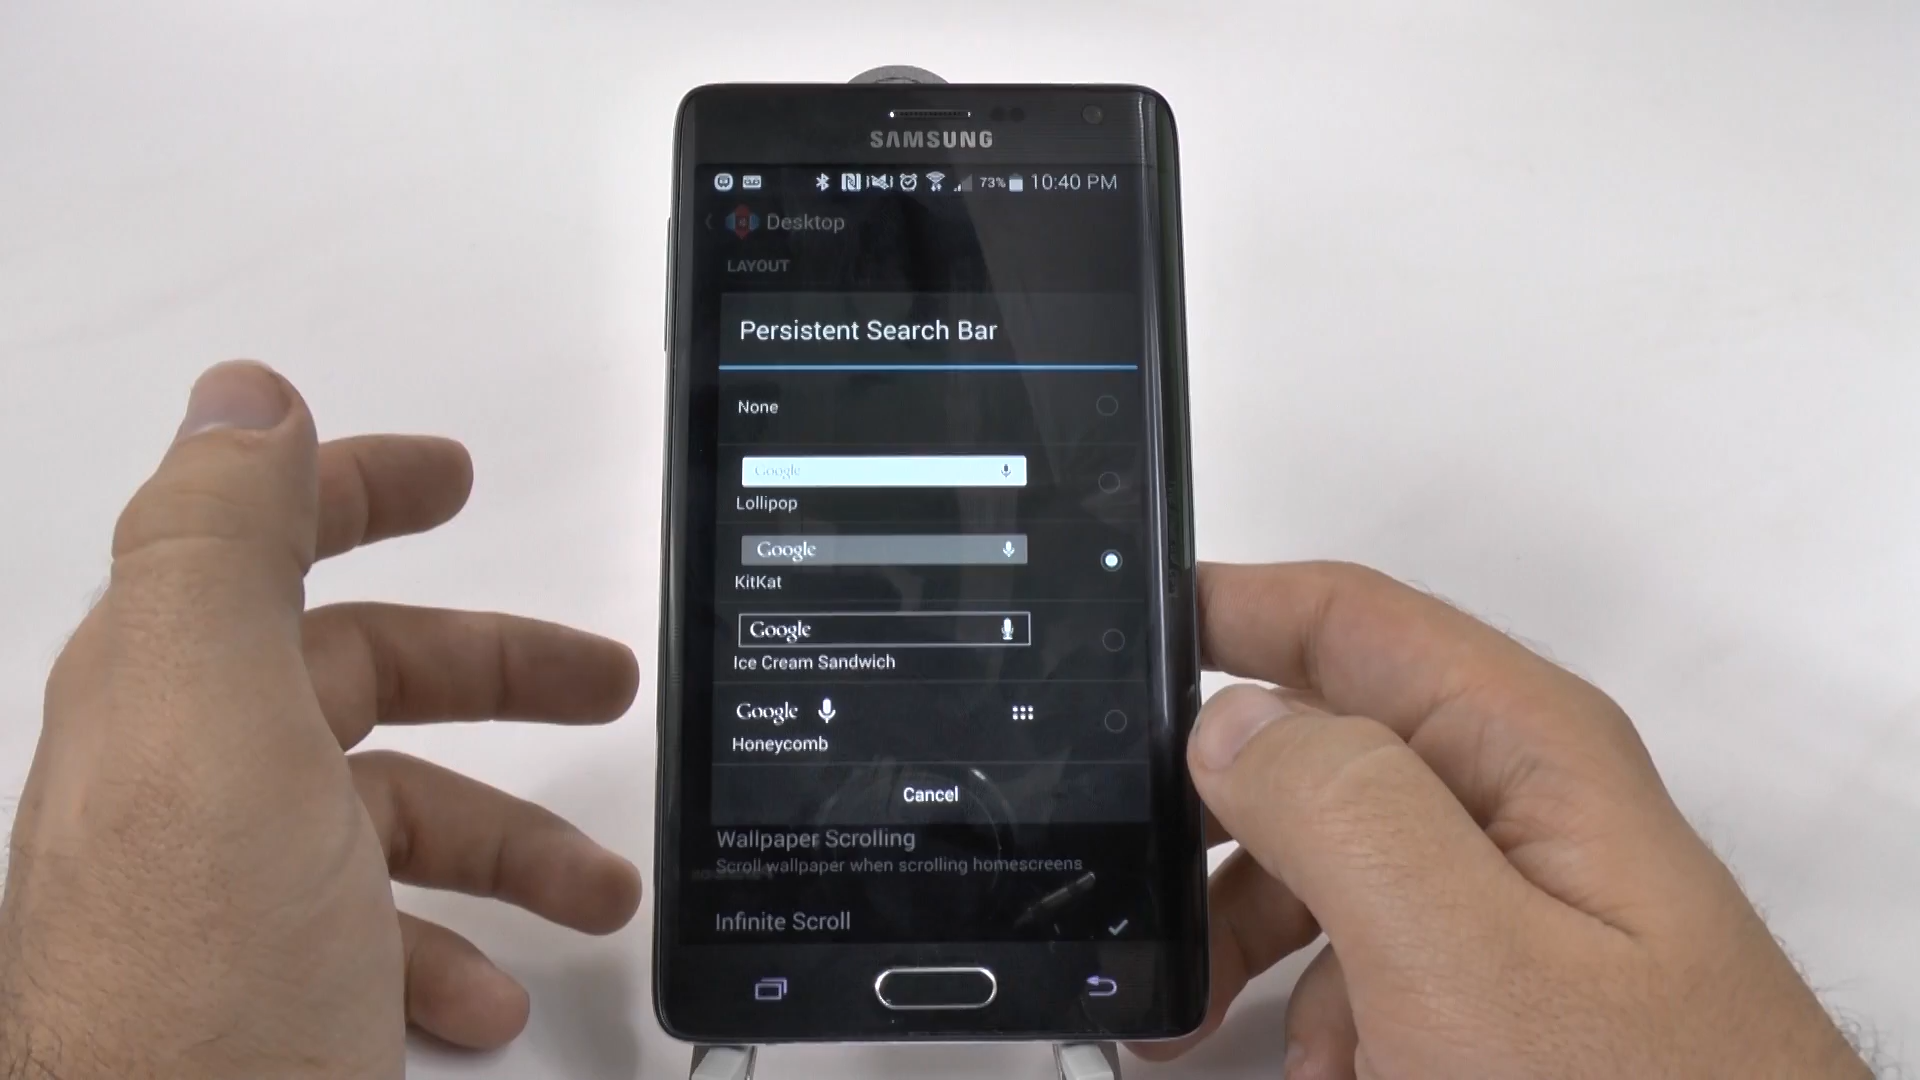 SAMSUNG
73% 10:40 PM
Desktop
LAYOUT
Persistent Search Bar
None
Google
Lollipop
Google
KitKat
Google
Ice Cream Sandwich
Google
Honeycomb
Cancel
Wallpaper Scrolling
Scroll wallpaper when scrolling homescreens
Infinite Scroll